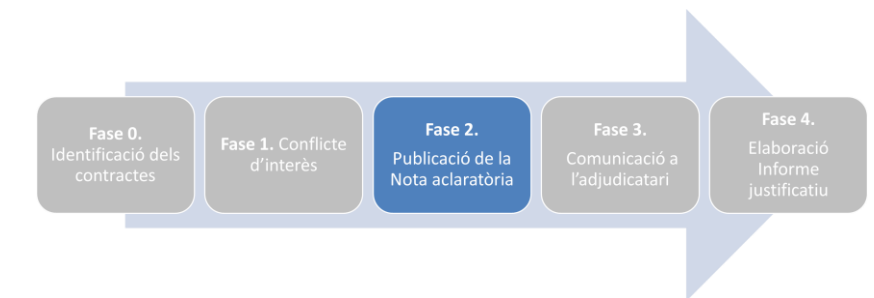 Fase 0.
Identificació dels
contractes
Fase 1. Conflicte
d'interès
Fase 2.
Publicació de la
Nota aclaratòria
Fase 3.
Comunicació a
l'adjudicatari
Fase 4.
Elaboració
Informe
justificatiu